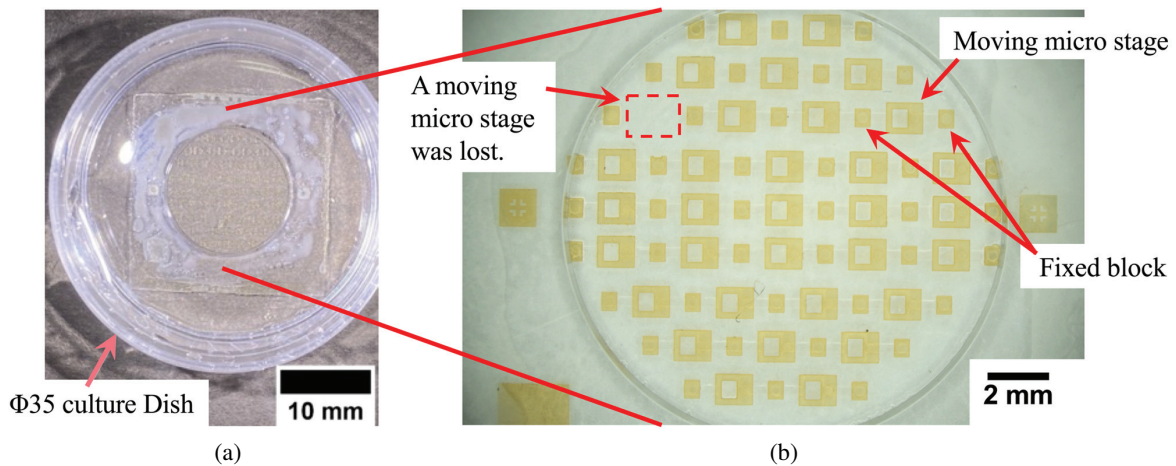 A moving
micro stage
was lost.
Moving micro stage
Fixed block
Φ35 culture Dish
10 mm
2 mm
(a)
(b)